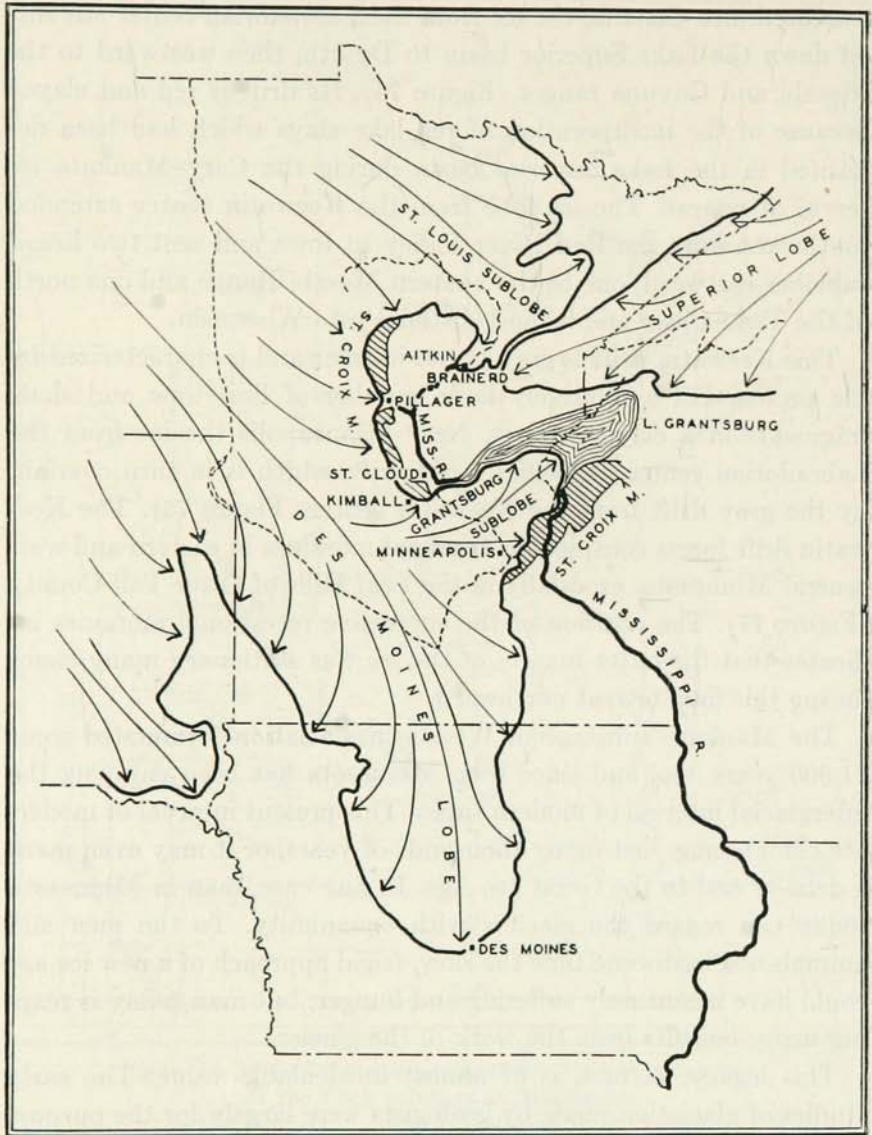 ST. LOUIS SUBLOBE
SUPERIOR LOBE
ST. CROIX M.
AITKIN
BRAINERD
PILLAGER
MISS. R.
L. GRANTSBURG
ST. CLOUD
KIMBALL
GRANTSBURG SUBLOBE
MINNEAPOLIS
ST. CROIX M.
DES MOINES LOBE
MISSISSIPPI R.
DES MOINES